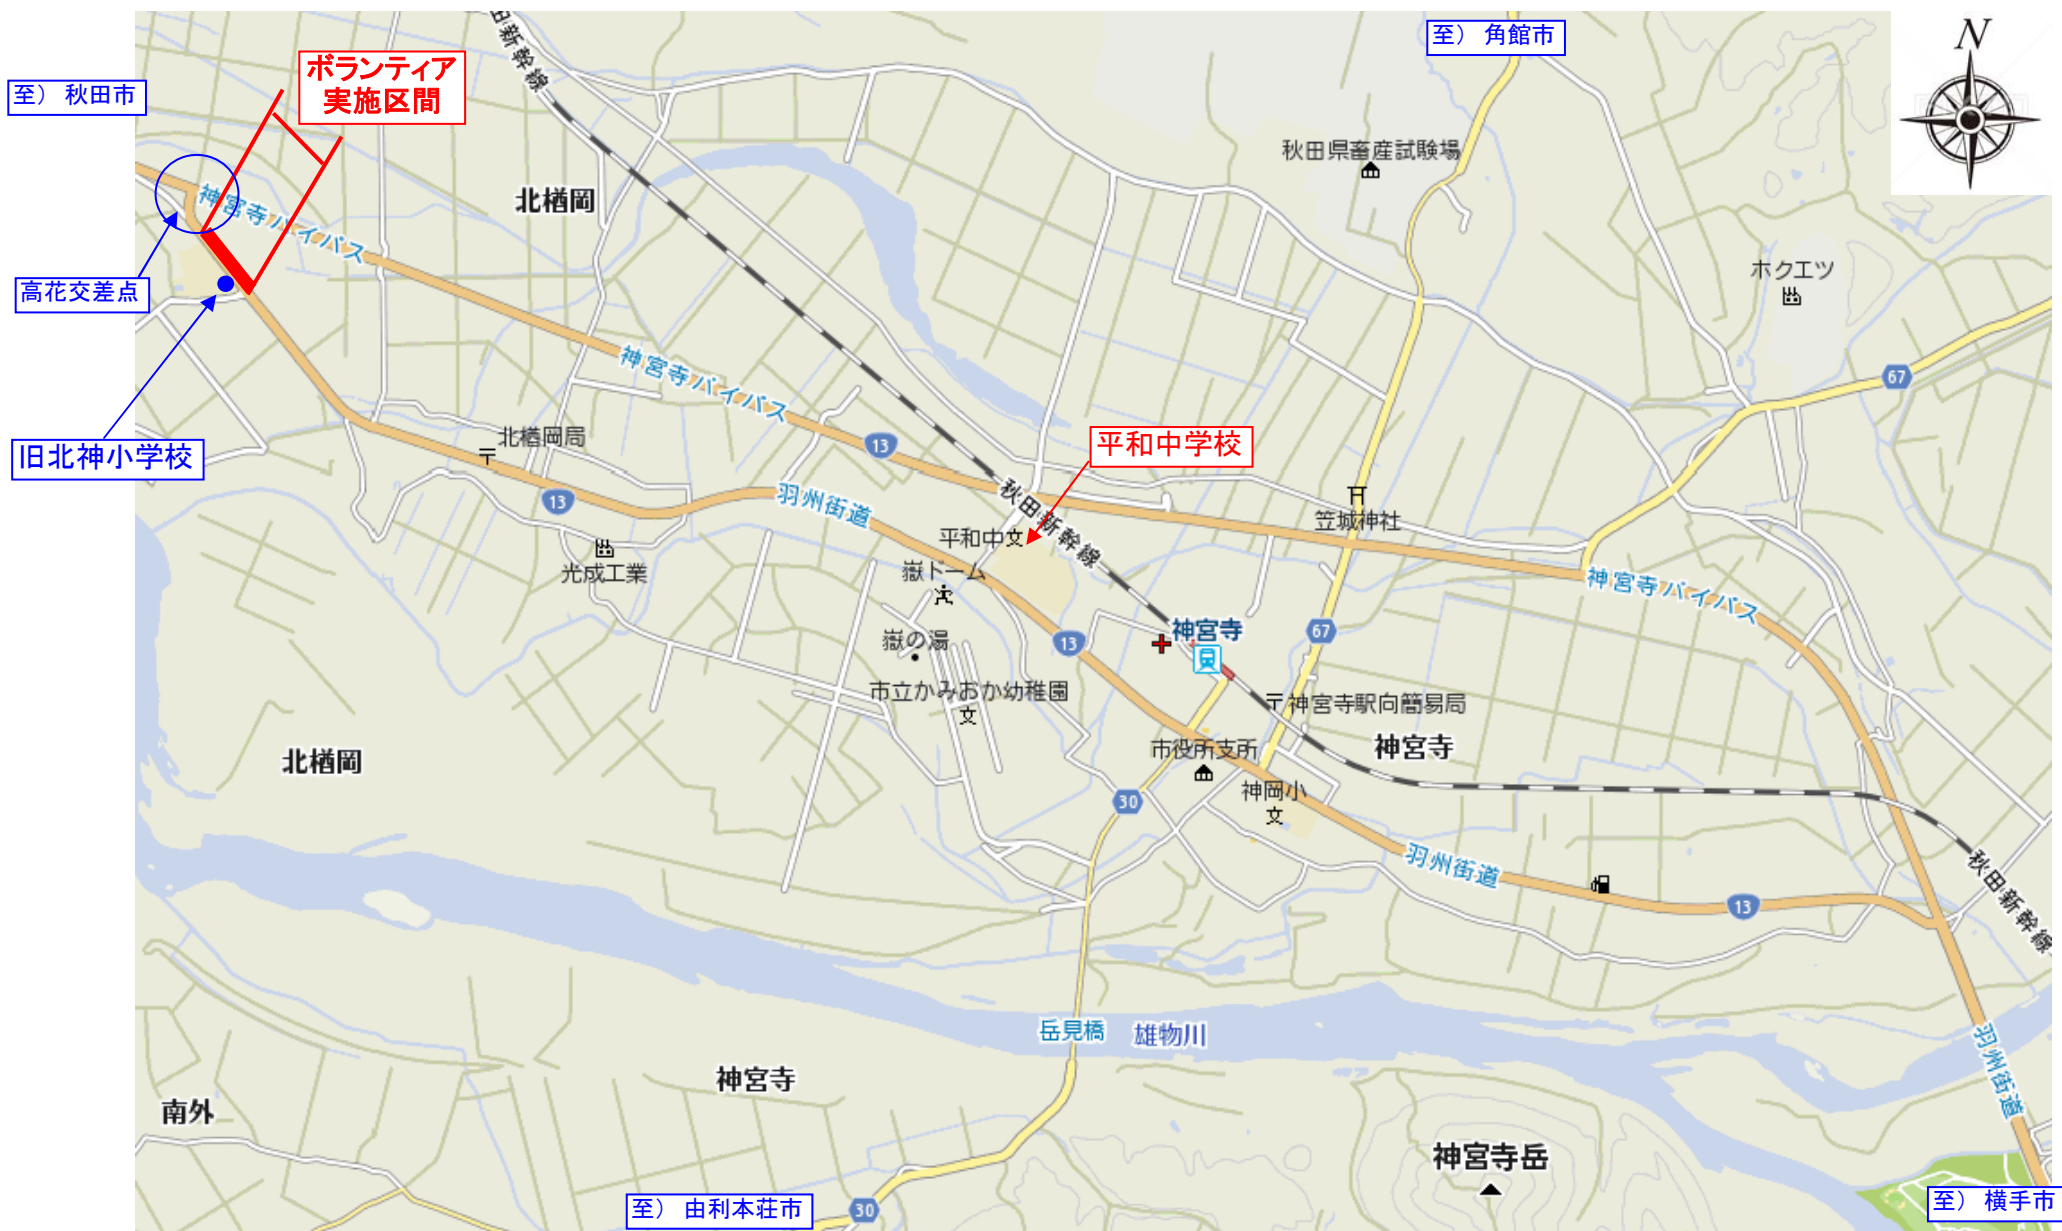 至） 角館市
N
ボランティア
実施区間
至） 秋田市
田新幹線
秋田県畜産試験場
北楢岡
神宮寺バイパス
ホクエツ
高花交差点
神宮寺バイパス
67
北楢岡局
13
平和中学校
旧北神小学校
13
羽州街道
秋田新幹線
笠城神社
平和中
光成工業
嶽ドーム
神宮寺バイパス
嶽の湯
13
神宮寺
67
市立かみおか幼稚園
神宮寺駅向簡易局
市役所支所
神宮寺
北楢岡
30
神岡小
羽州街道
13
秋田新幹線
岳見橋
雄物川
羽州街道
神宮寺
南外
神宮寺岳
至） 由利本荘市
30
至） 横手市